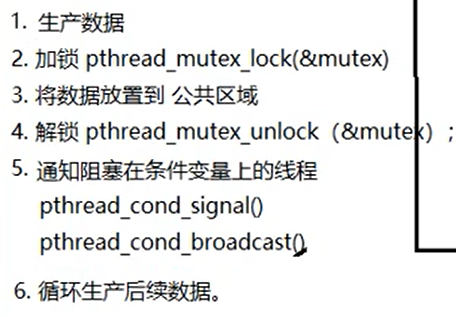 1. 生产数据
2. 加锁 pthread_mutex_lock(&mutex)
3. 将数据放置到 公共区域
4. 解锁 pthread_mutex_unlock（&mutex）;
5. 通知阻塞在条件变量上的线程
pthread_cond_signal()
pthread_cond_broadcast()
6. 循环生产后续数据。